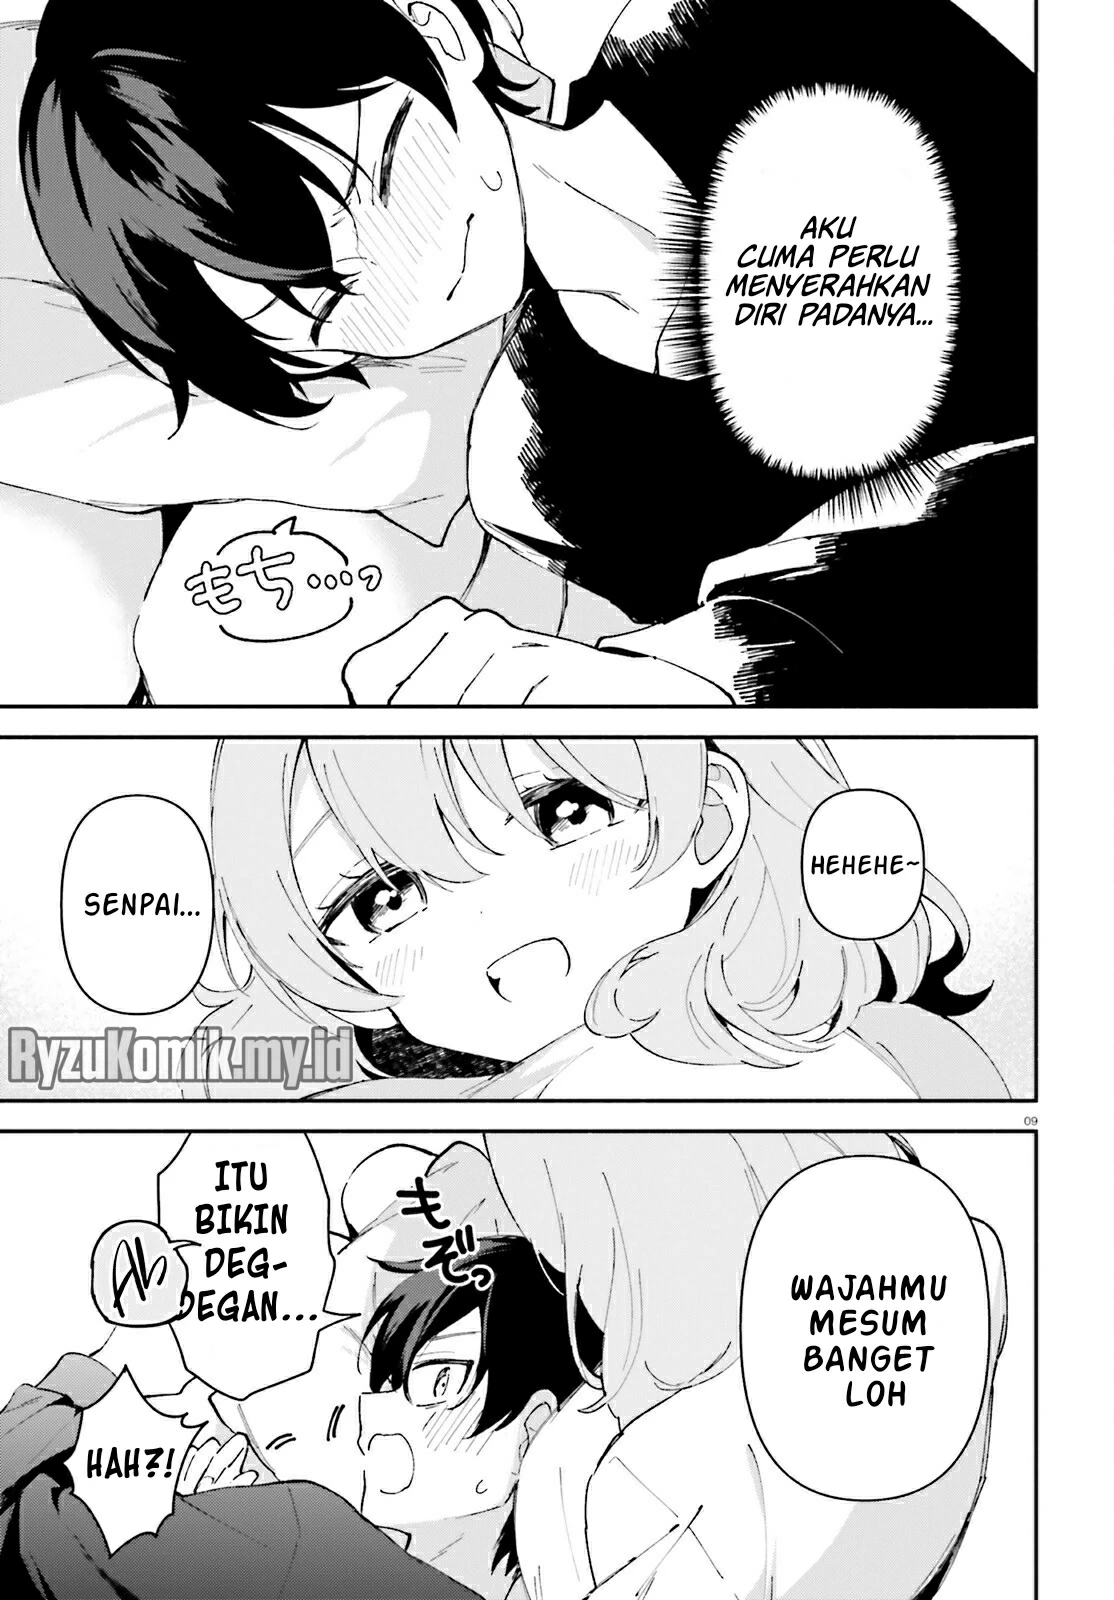 AKU
CUMA PERLU
MENYERAHKAN
DIRI PADANYA...
もち...っ
HEHEHE~
SENPAI...
RyzuKomik.my.id
09
WAJAHMU
MESUM
BANGET
LOH
もぞっ
ITU
BIKIN
DEG-
DEGAN...
Ah
HAH?!